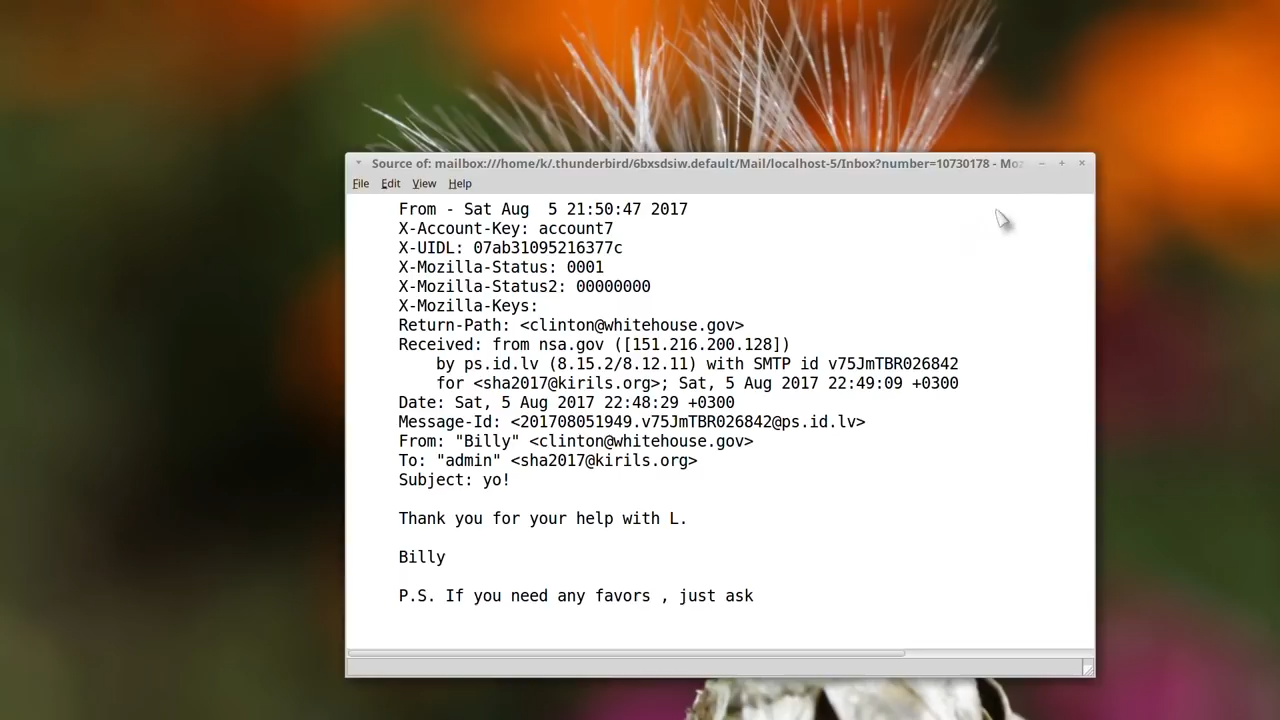 Source of: mailbox:///home/k/.thunderbird/6bxsdsiw.default/Mail/localhost-5/Inbox?number=10730178 - Moz
File Edit View Help
From - Sat Aug  5 21:50:47 2017
X-Account-Key: account7
X-UIDL: 07ab31095216377c
X-Mozilla-Status: 0001
X-Mozilla-Status2: 00000000
X-Mozilla-Keys:
Return-Path: <clinton@whitehouse.gov>
Received: from nsa.gov ([151.216.200.128])
    by ps.id.lv (8.15.2/8.12.11) with SMTP id v75JmTBR026842
    for <sha2017@kirils.org>; Sat, 5 Aug 2017 22:49:09 +0300
Date: Sat, 5 Aug 2017 22:48:29 +0300
Message-Id: <201708051949.v75JmTBR026842@ps.id.lv>
From: "Billy" <clinton@whitehouse.gov>
To: "admin" <sha2017@kirils.org>
Subject: yo!
Thank you for your help with L.
Billy
P.S. If you need any favors , just ask